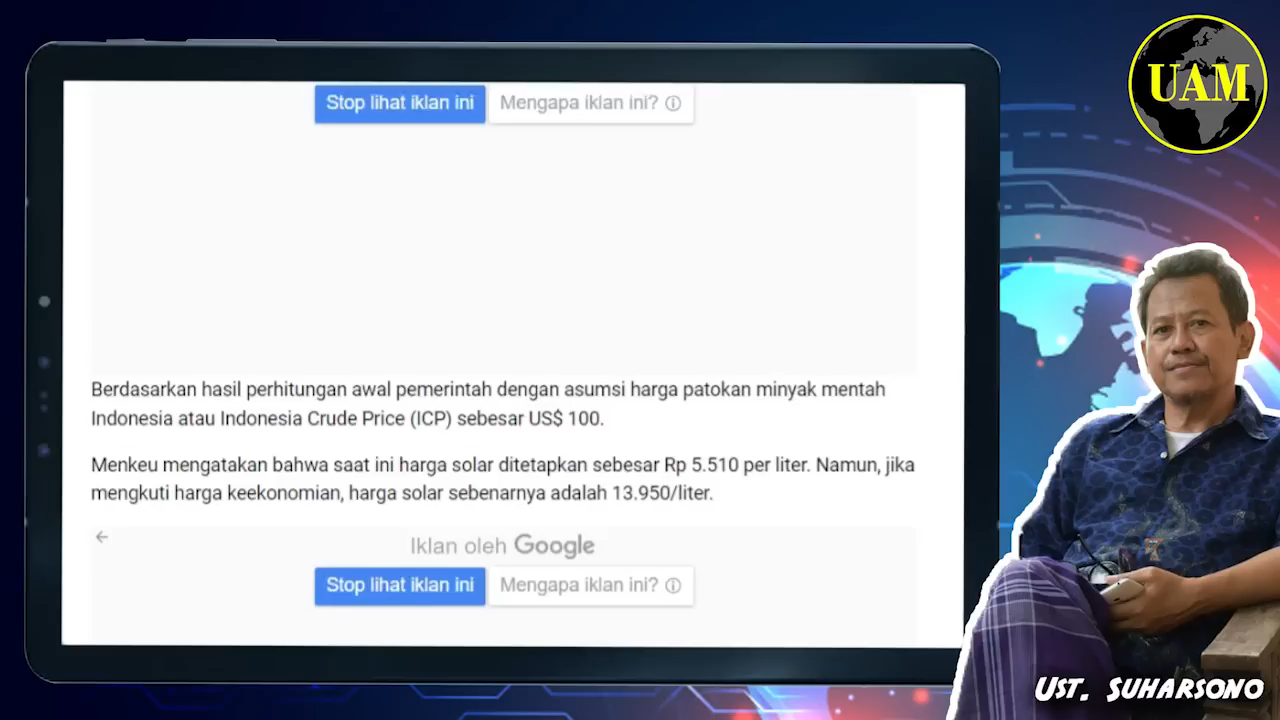 Stop lihat iklan ini
Mengapa iklan ini?
UAM
Berdasarkan hasil perhitungan awal pemerintah dengan asumsi harga patokan minyak mentah
Indonesia atau Indonesia Crude Price (ICP) sebesar US$ 100.
Menkeu mengatakan bahwa saat ini harga solar ditetapkan sebesar Rp 5.510 per liter. Namun, jika
mengkuti harga keekonomian, harga solar sebenarnya adalah 13.950/liter.
Iklan oleh Google
Stop lihat iklan ini
Mengapa iklan ini?
UST. SUHARSONO